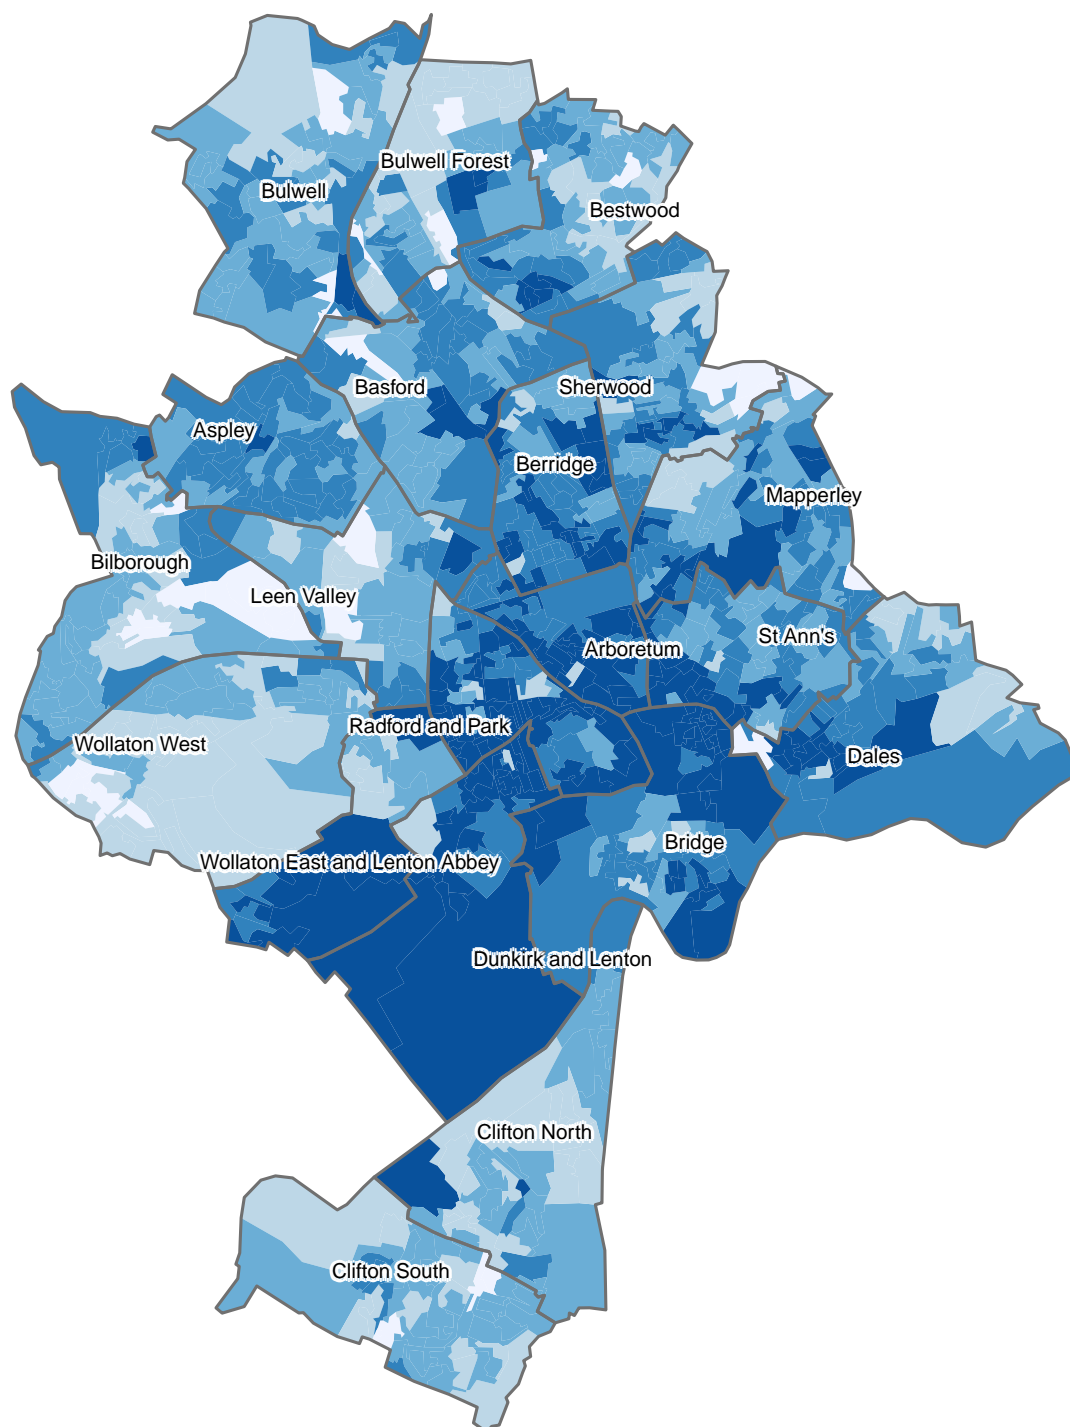 Bulwell Forest
Bulwell
Bestwood
Basford
Sherwood
Aspley
Berridge
Mapperley
Bilborough
Leen Valley
St Ann's
Arboretum
Radford and Park
Wollaton West
Dales
Bridge
Wollaton East and Lenton Abbey
Dunkirk and Lenton
Clifton North
Clifton South